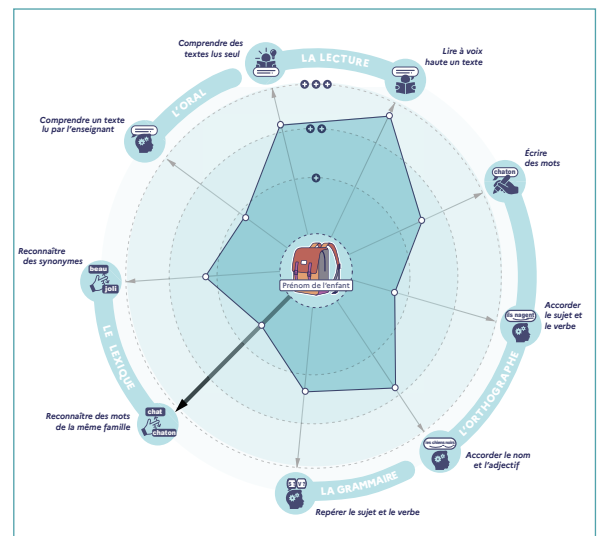 Comprendre des
textes lus seul
LA LECTURE
Lire à voix
haute un texte
L'ORAL
Comprendre un texte
lu par l'enseignant
Écrire
des mots
chaton
Reconnaître
des synonymes
beau
joli
Prénom de l'enfant
ils nagent
Accorder
le sujet et
le verbe
LE LEXIQUE
L'ORTHOGRAPHE
Reconnaître des mots
de la même famille
chat
chaton
Accorder le nom
et l'adjectif
LA GRAMMAIRE
S ?
V ?
Repérer le sujet et le verbe